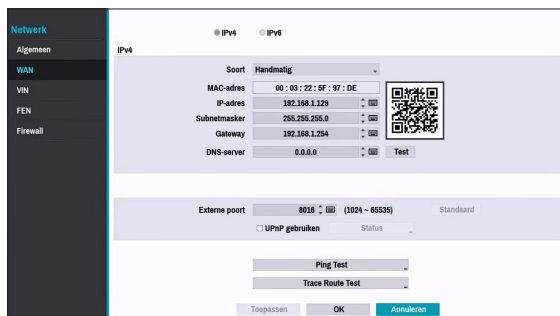 Netwerk
Algemeen
WAN
VIN
FEN
Firewall
IPv4 IPv6
IPv4
Soort Handmatig
MAC-adres 00 : 03 : 22 : 5F : 97 : DE
IP-adres 192.168.1.129
Subnetmasker 255.255.255.0
Gateway 192.168.1.254
DNS-server 0.0.0.0 Test
Externe poort 8016 (1024 ~ 65535) Standaard
UPnP gebruiken Status
Ping Test
Trace Route Test
Toepassen OK Annuleren